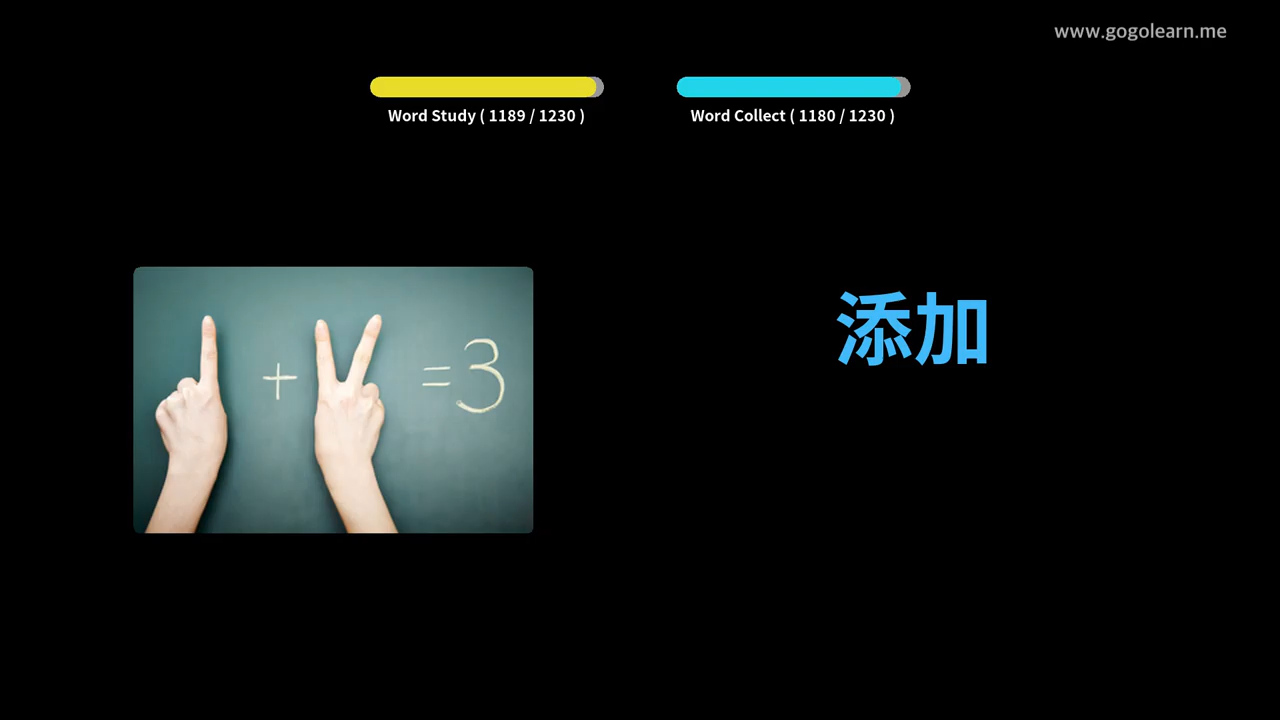 www.gogolearn.me
Word Study ( 1189 / 1230 )
Word Collect ( 1180 / 1230 )
添加
+ =3